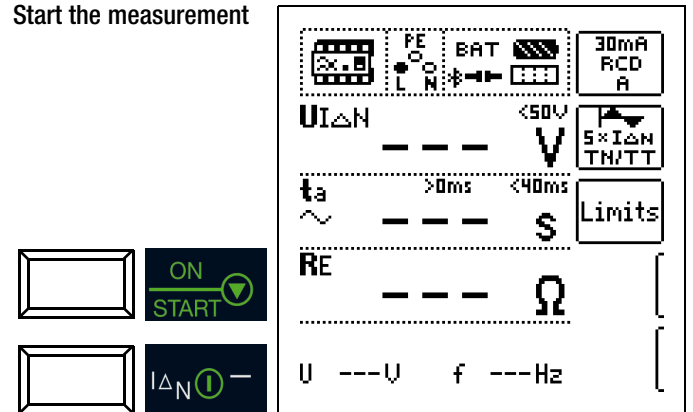 Start the measurement
PE
L N
BAT
30mA
RCD
A
UI△N
<50V
--- V
5×I△N
TN/TT
ta
>0ms <40ms
~ --- s
Limits
RE
--- Ω
ON
START
I△N
U ---V f ---Hz